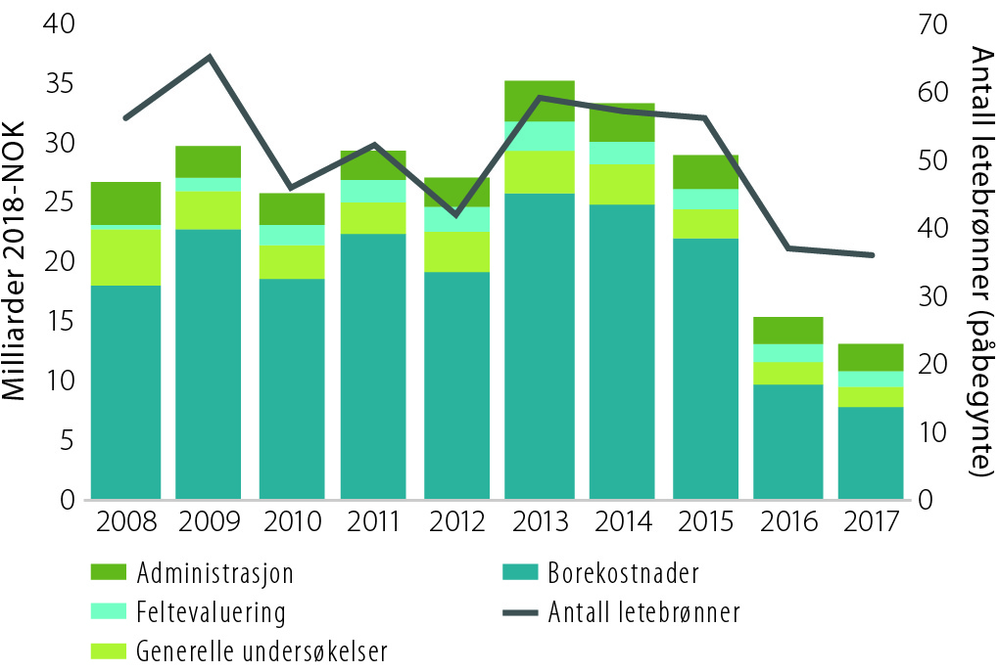 Milliarder 2018-NOK
40
35
30
25
20
15
10
5
0
70
60
50
40
30
20
10
0
Antall letebrønner (påbegynte)
2008 2009 2010 2011 2012 2013 2014 2015 2016 2017
Administrasjon
Feltevaluering
Generelle undersøkelser
Borekostnader
Antall letebrønner